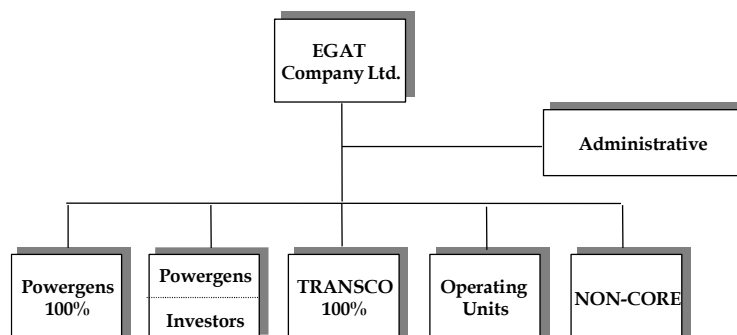 EGAT
Company Ltd.
Administrative
Powergens
100%
Powergens
Investors
TRANSCO
100%
Operating
Units
NON-CORE